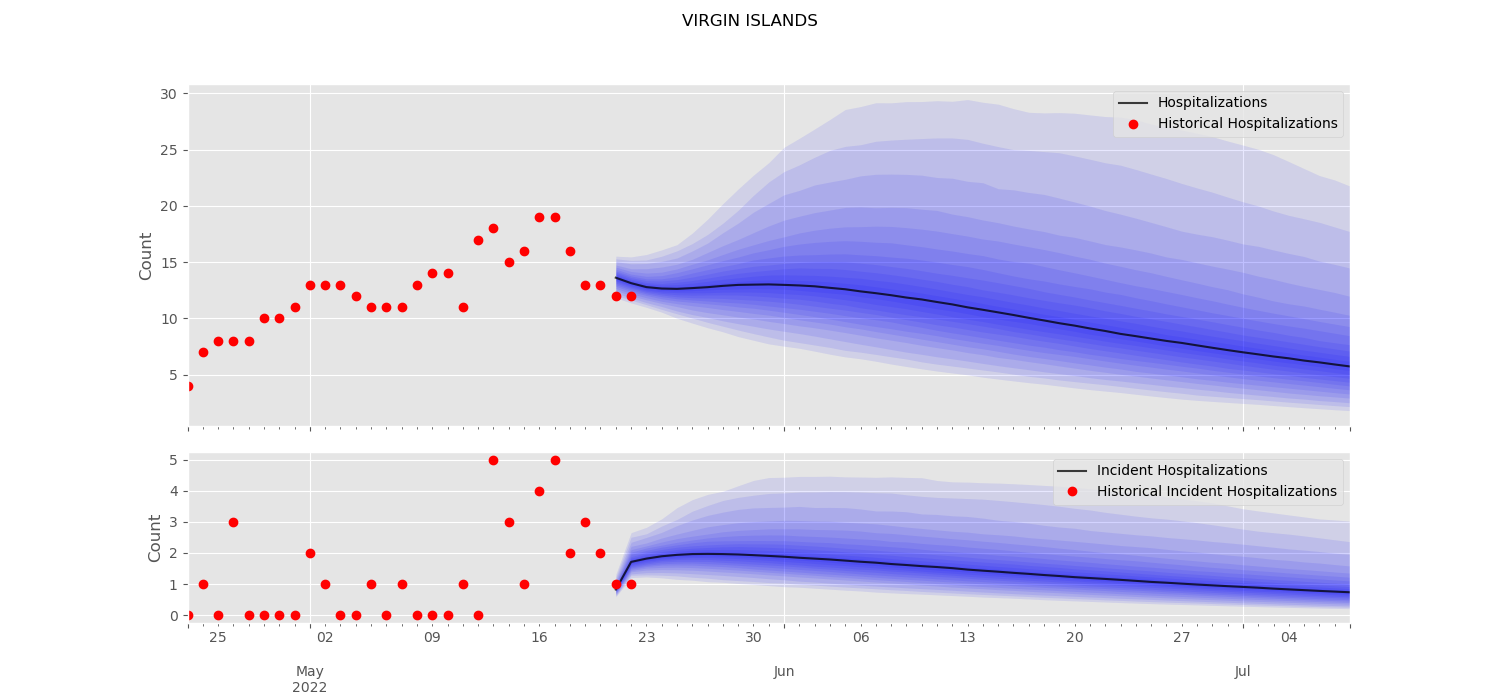 VIRGIN ISLANDS
30
25
20
15
10
5
Count
Hospitalizations
Historical Hospitalizations
5
4
3
2
1
0
Count
Incident Hospitalizations
Historical Incident Hospitalizations
25 02 09 16 23 30 06 13 20 27 04
May Jun Jul
2022